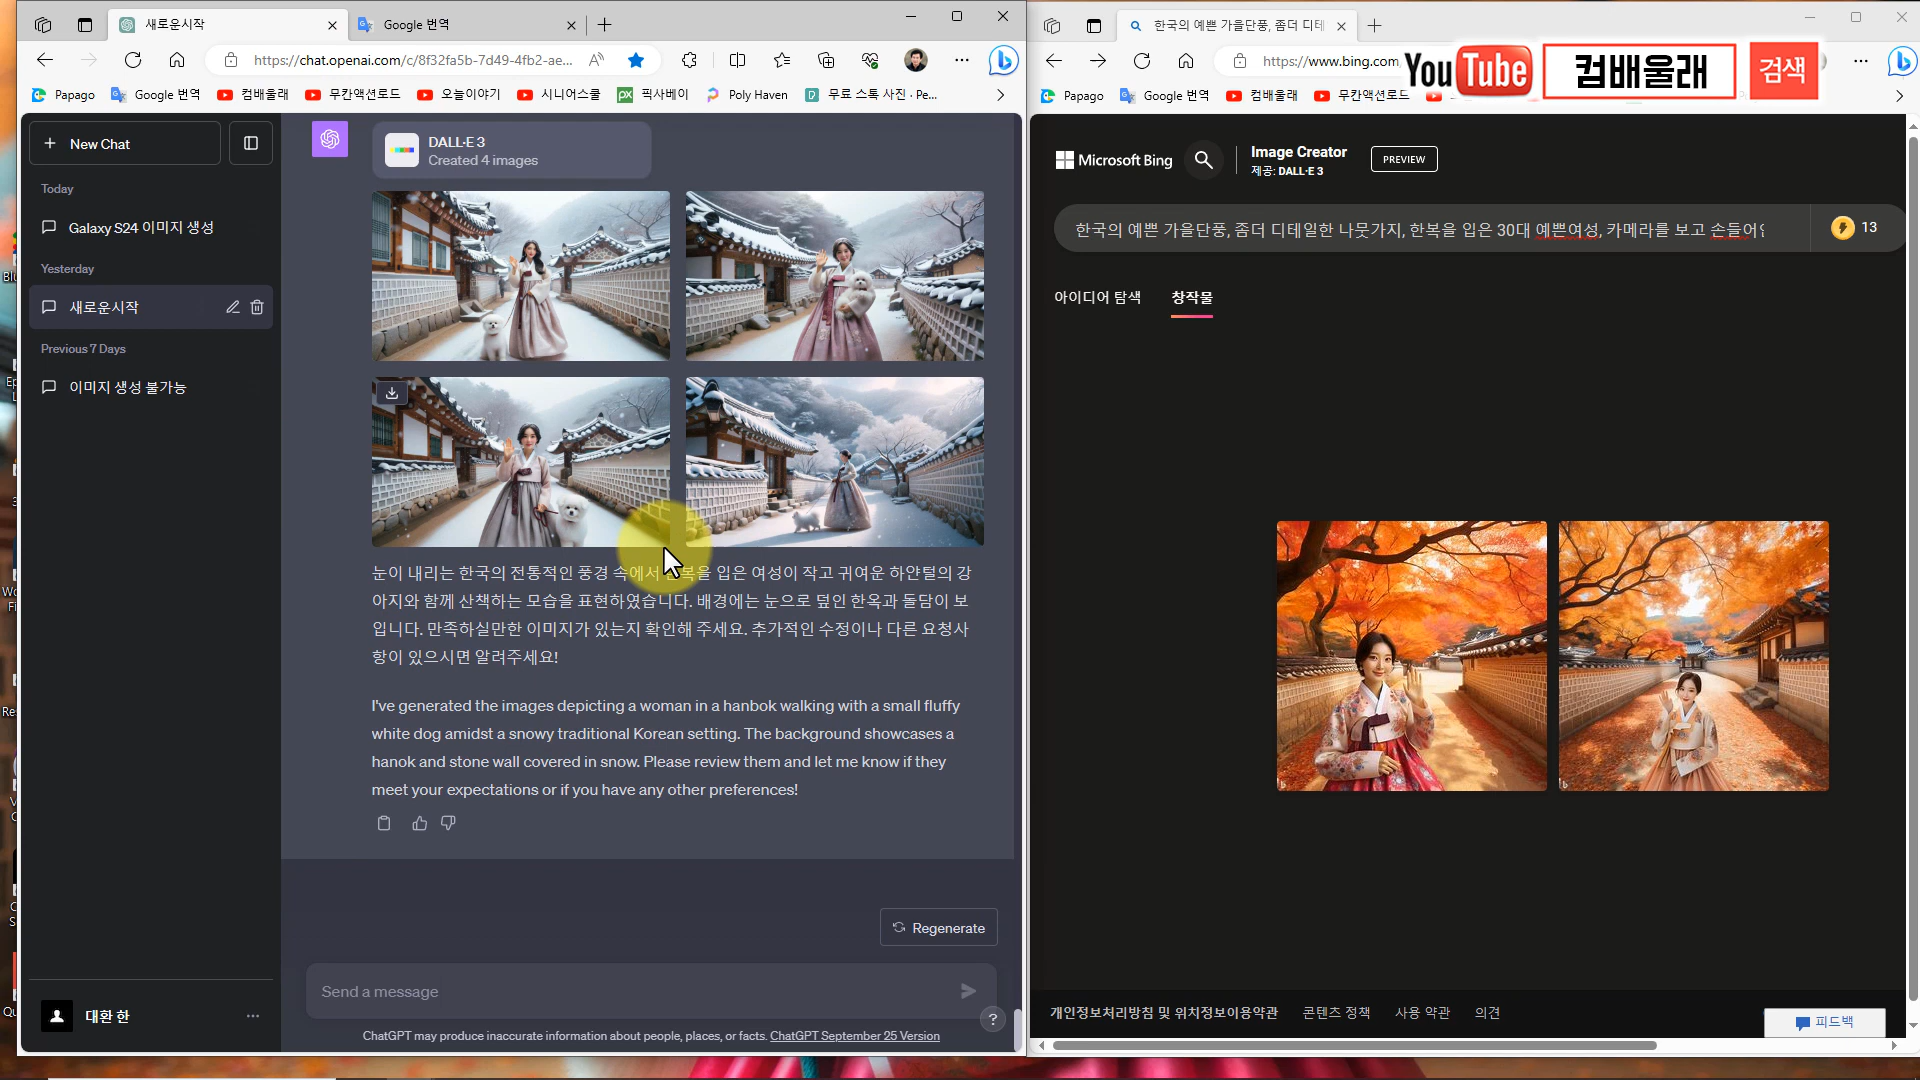 새로운시작
Google 번역
https://chat.openai.com/c/8f32fa5b-7d49-4fb2-ae...
Papago
Google 번역
컴배울래
무칸액션로드
오늘이야기
시니어스쿨
픽사베이
Poly Haven
무료 스톡 사진 · Pe...
New Chat
Today
Galaxy S24 이미지 생성
Yesterday
새로운시작
Previous 7 Days
이미지 생성 불가능
대환 한
DALL·E 3
Created 4 images
눈이 내리는 한국의 전통적인 풍경 속에서 한복을 입은 여성이 작고 귀여운 하얀털의 강
아지와 함께 산책하는 모습을 표현하였습니다. 배경에는 눈으로 덮인 한옥과 돌담이 보
입니다. 만족하실만한 이미지가 있는지 확인해 주세요. 추가적인 수정이나 다른 요청사
항이 있으시면 알려주세요!
I've generated the images depicting a woman in a hanbok walking with a small fluffy
white dog amidst a snowy traditional Korean setting. The background showcases a
hanok and stone wall covered in snow. Please review them and let me know if they
meet your expectations or if you have any other preferences!
Regenerate
Send a message
?
ChatGPT may produce inaccurate information about people, places, or facts. ChatGPT September 25 Version
한국의 예쁜 가을단풍, 좀더 디테
https://www.bing.com
YouTube
컴배울래
검색
Papago
Google 번역
컴배울래
무칸액션로드
Microsoft Bing
Image Creator
제공: DALL·E 3
PREVIEW
한국의 예쁜 가을단풍, 좀더 디테일한 나뭇가지, 한복을 입은 30대 예쁜여성, 카메라를 보고 손들어
13
아이디어 탐색
창작물
개인정보처리방침 및 위치정보이용약관
콘텐츠 정책
사용 약관
의견
피드백